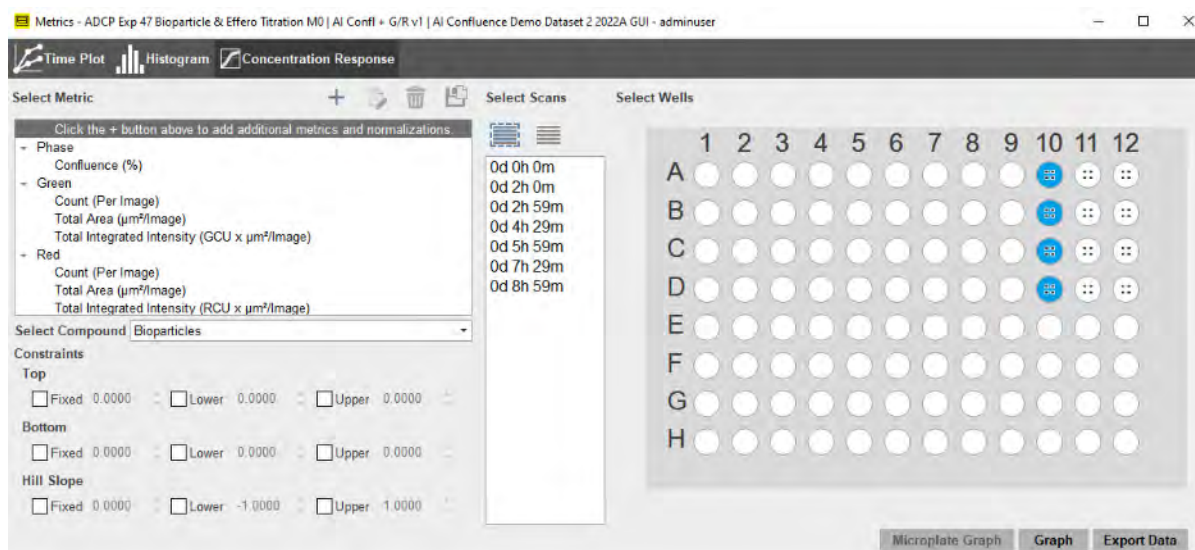 Metrics - ADCP Exp 47 Bioparticle & Effero Titration M0 | AI Confl + G/R v1 | AI Confluence Demo Dataset 2 2022A GUI - adminuser
Time Plot Histogram Concentration Response
Select Metric
Click the + button above to add additional metrics and normalizations.
Phase
Confluence (%)
Green
Count (Per Image)
Total Area (µm²/Image)
Total Integrated Intensity (GCU x µm²/Image)
Red
Count (Per Image)
Total Area (µm²/Image)
Total Integrated Intensity (RCU x µm²/Image)
Select Compound Bioparticles
Constraints
Top
Fixed 0.0000 Lower 0.0000 Upper 0.0000
Bottom
Fixed 0.0000 Lower 0.0000 Upper 0.0000
Hill Slope
Fixed 0.0000 Lower -1.0000 Upper 1.0000
Select Scans
0d 0h 0m
0d 2h 0m
0d 2h 59m
0d 4h 29m
0d 5h 59m
0d 7h 29m
0d 8h 59m
Select Wells
1 2 3 4 5 6 7 8 9 10 11 12
A
B
C
D
E
F
G
H
Microplate Graph Graph Export Data